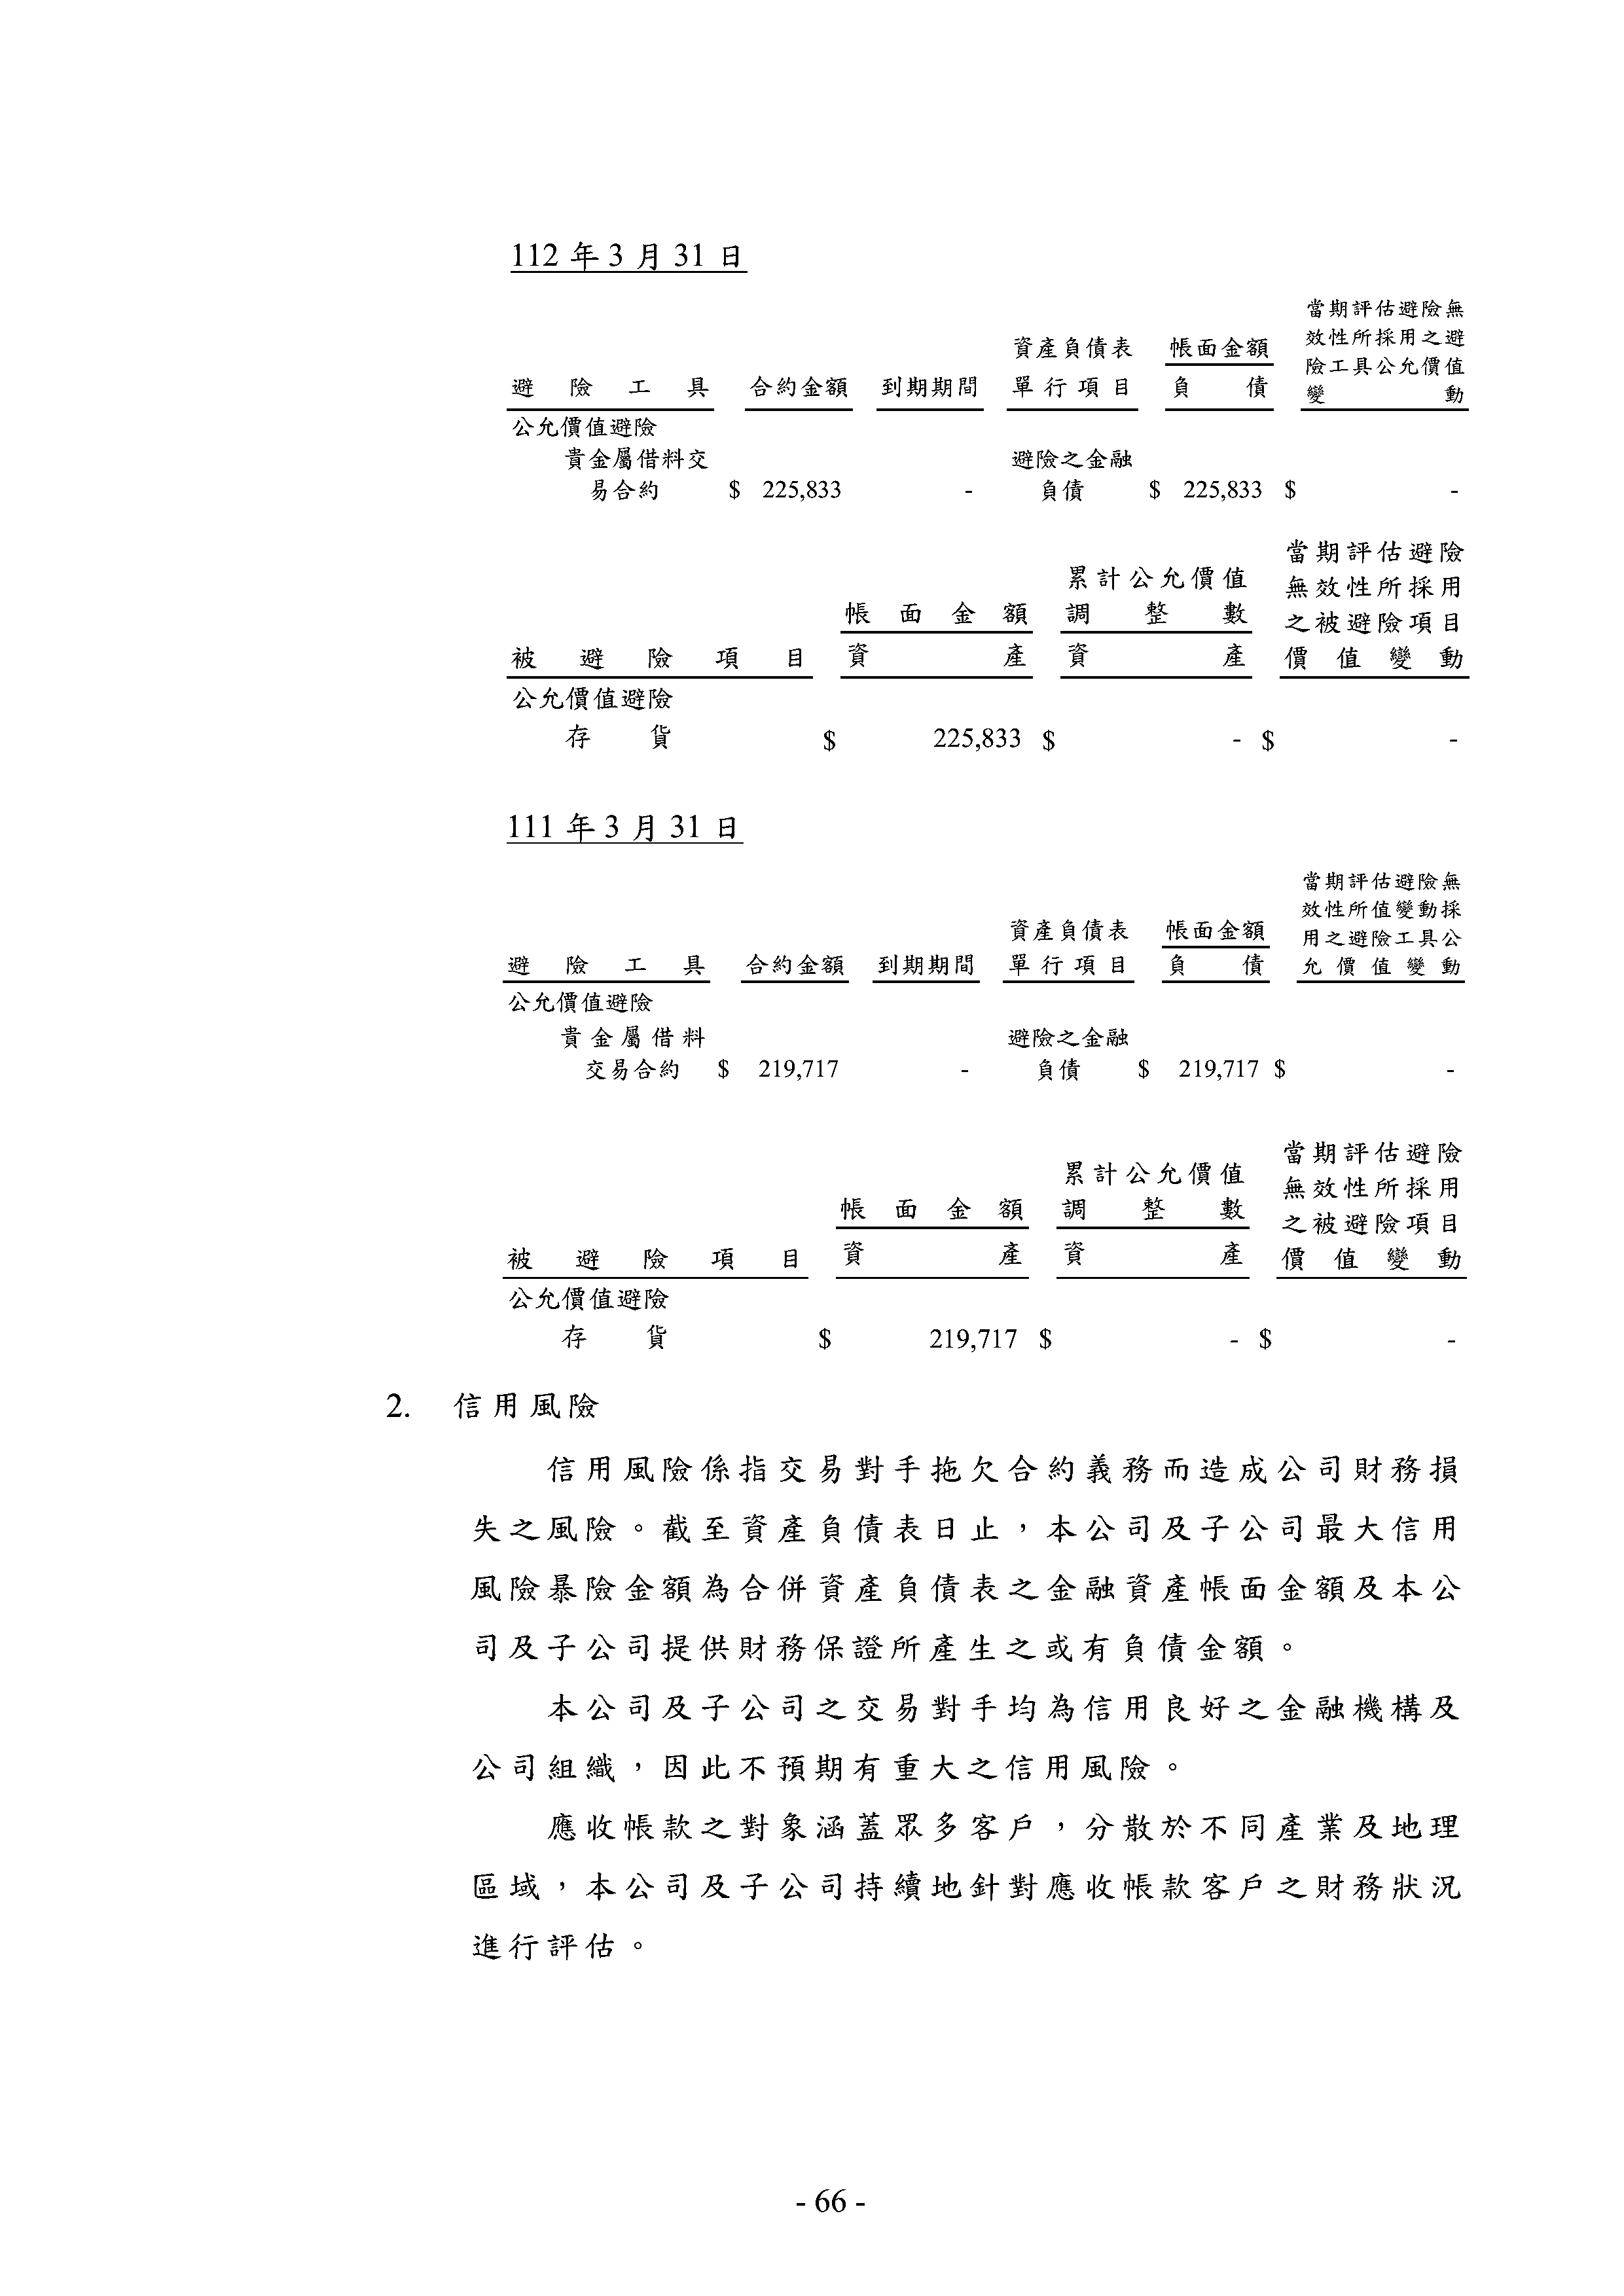 112 年 3 月 31 日
當期評估避險無
效性所採用之避
資產負債表 帳面金額 險工具公允價值
避險工具 合約金額 到期期間 單行項目 負債 變動
公允價值避險
貴金屬借料交 避險之金融
易合約 $ 225,833 - 負債 $ 225,833 $ -
當期評估避險
累計公允價值 無效性所採用
帳面金額 調整數 之被避險項目
被避險項目 資產 資產 價值變動
公允價值避險
存貨 $ 225,833 $ - $ -
111 年 3 月 31 日
當期評估避險無
效性所值變動採
資產負債表 帳面金額 用之避險工具公
避險工具 合約金額 到期期間 單行項目 負債 允價值變動
公允價值避險
貴金屬借料 避險之金融
交易合約 $ 219,717 - 負債 $ 219,717 $ -
當期評估避險
累計公允價值 無效性所採用
帳面金額 調整數 之被避險項目
被避險項目 資產 資產 價值變動
公允價值避險
存貨 $ 219,717 $ - $ -
2. 信用風險
信用風險係指交易對手拖欠合約義務而造成公司財務損
失之風險。截至資產負債表日止，本公司及子公司最大信用
風險暴險金額為合併資產負債表之金融資產帳面金額及本公
司及子公司提供財務保證所產生之或有負債金額。
本公司及子公司之交易對手均為信用良好之金融機構及
公司組織，因此不預期有重大之信用風險。
應收帳款之對象涵蓋眾多客戶，分散於不同產業及地理
區域，本公司及子公司持續地針對應收帳款客戶之財務狀況
進行評估。
- 66 -